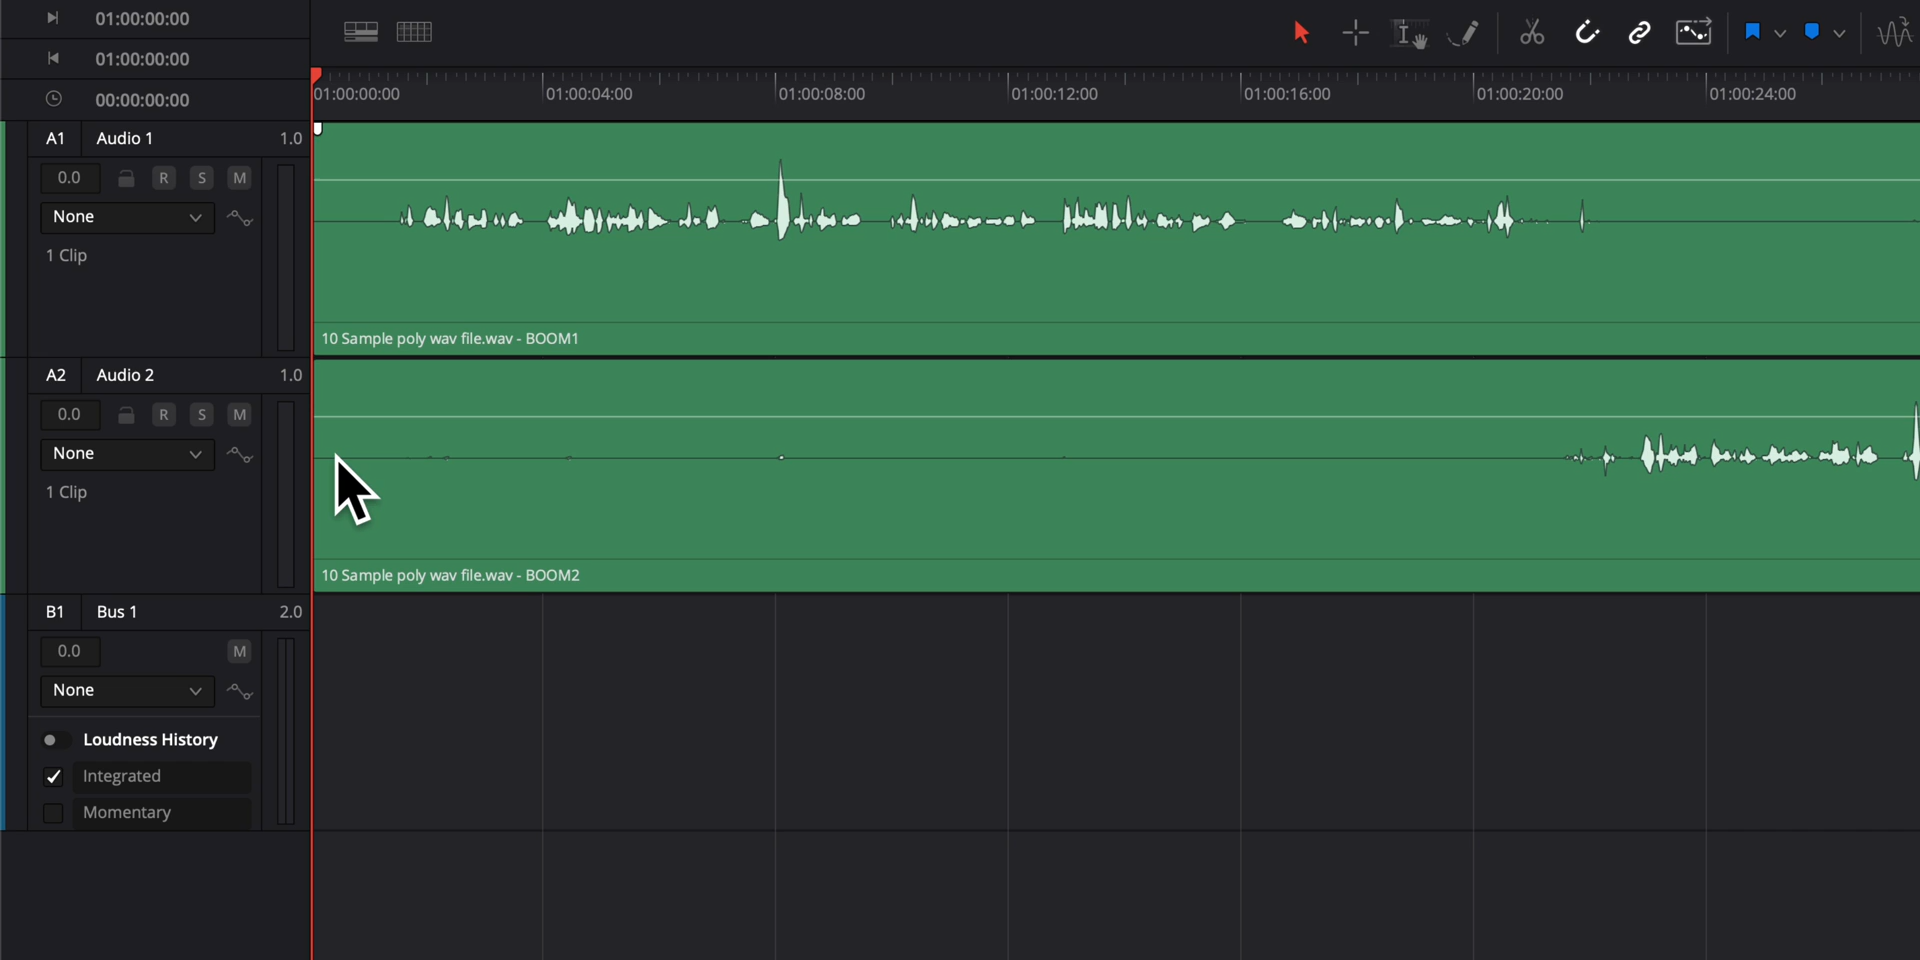 01:00:00:00
01:00:00:00
00:00:00:00
01:00:00:00 01:00:04:00 01:00:08:00 01:00:12:00 01:00:16:00 01:00:20:00 01:00:24:00
A1 Audio 1 1.0
0.0 R S M
None
1 Clip
10 Sample poly wav file.wav - BOOM1
A2 Audio 2 1.0
0.0 R S M
None
1 Clip
10 Sample poly wav file.wav - BOOM2
B1 Bus 1 2.0
0.0 M
None
Loudness History
Integrated
Momentary